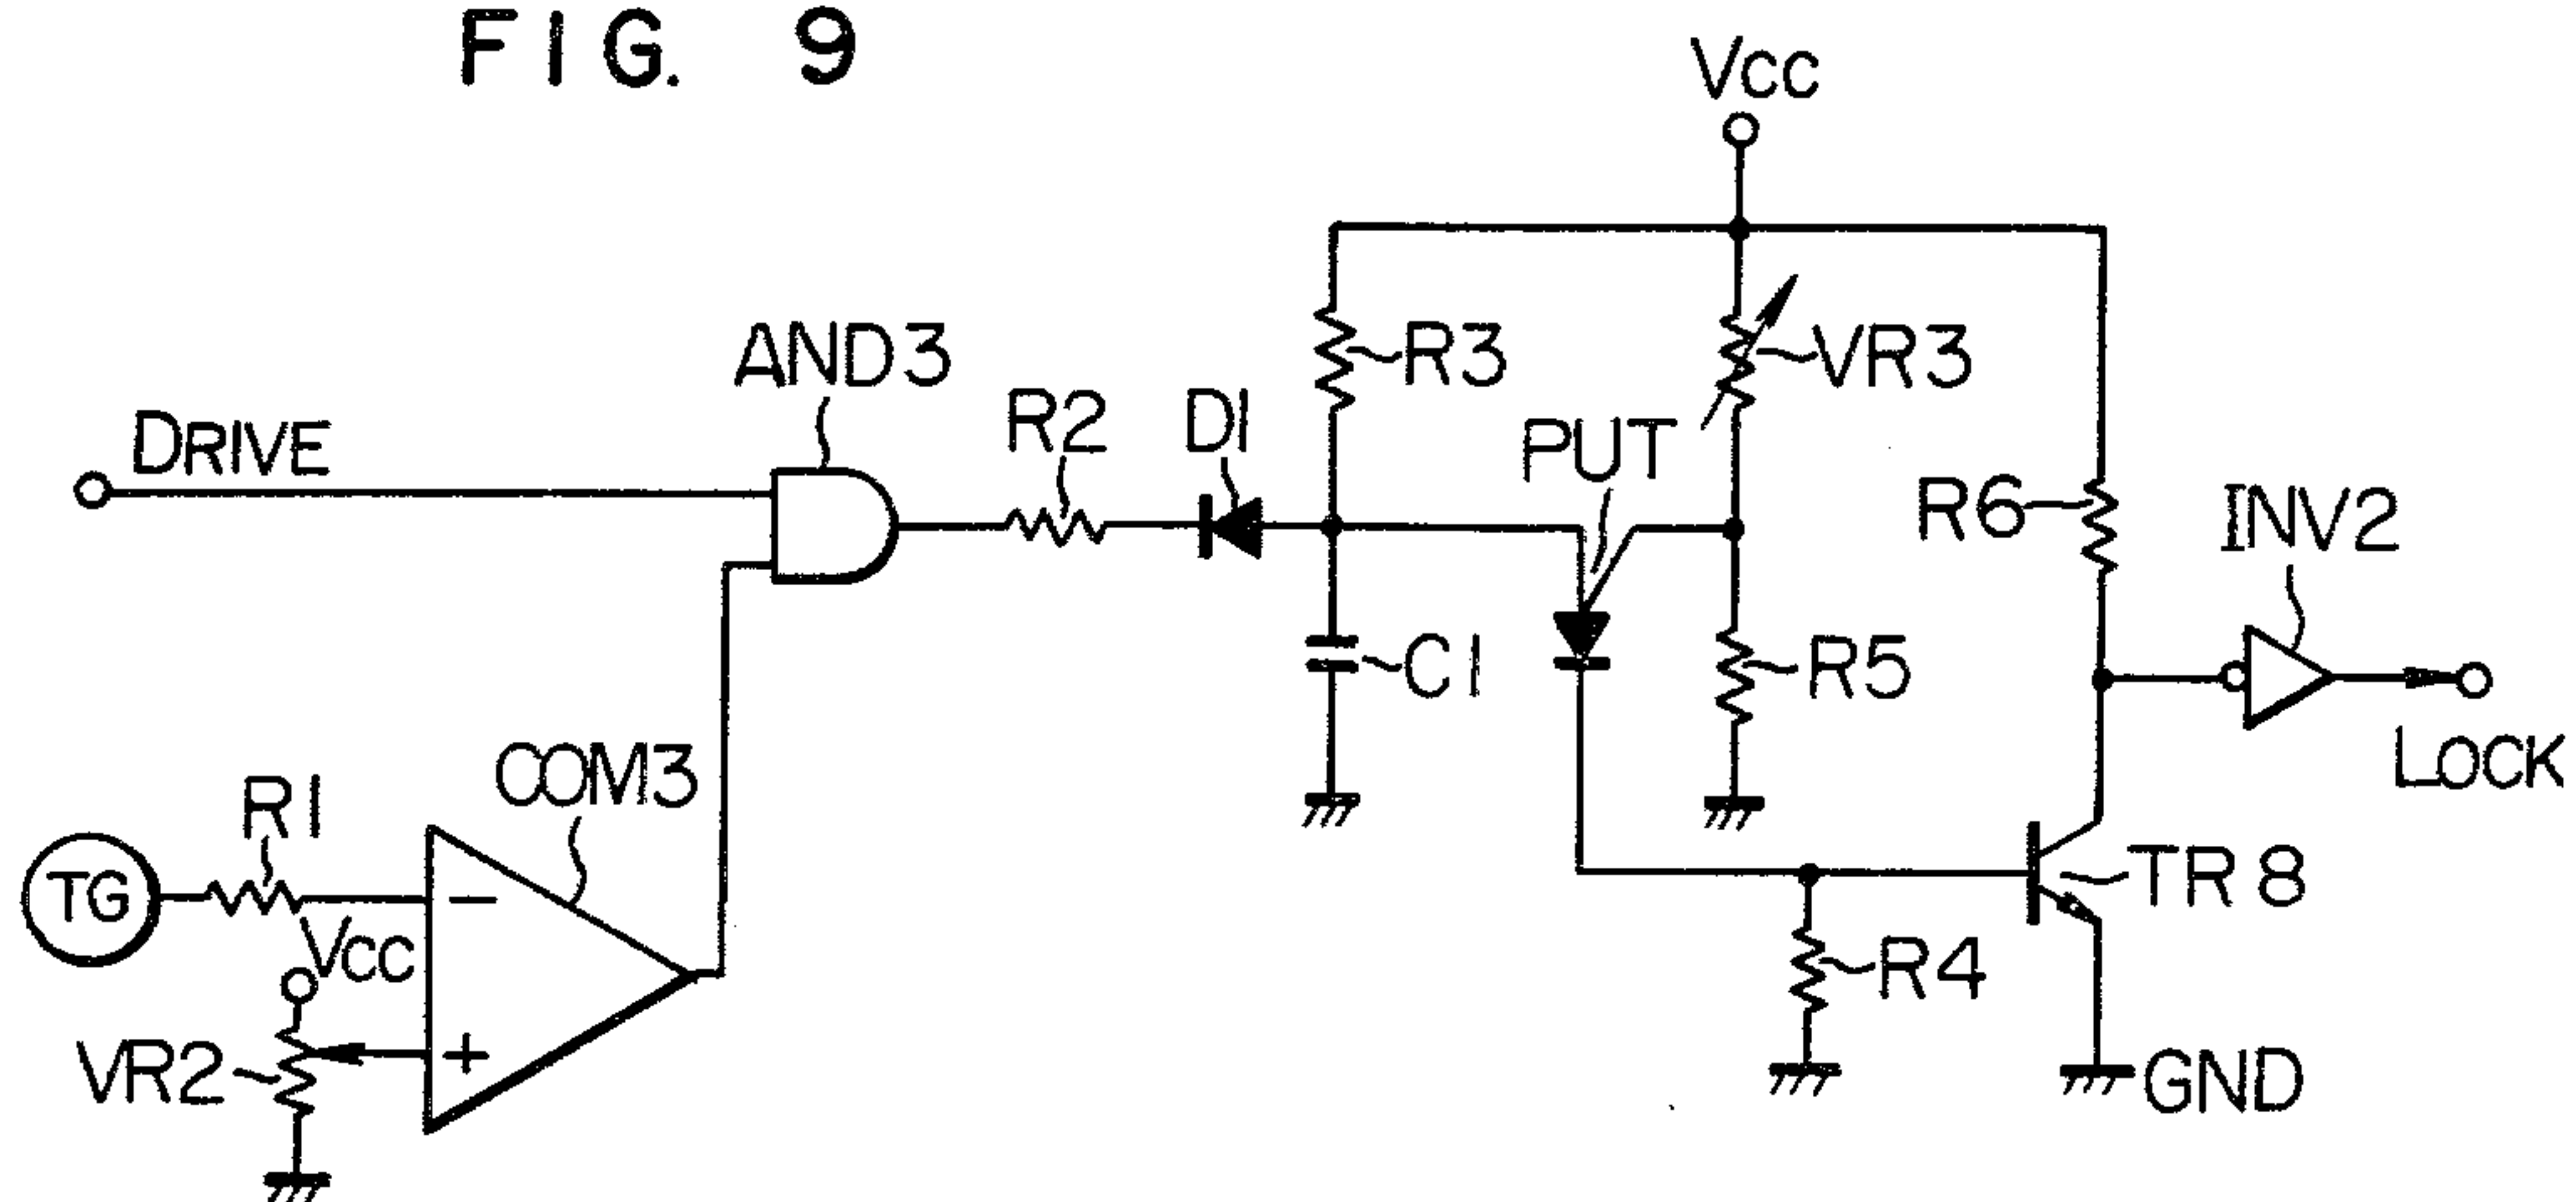 FIG. 9
Vcc
AND3
R3
VR3
DRIVE
R2
D1
PUT
R6
INV2
C1
R5
LOCK
COM3
R1
TG
−
Vcc
TR8
R4
VR2
+
GND